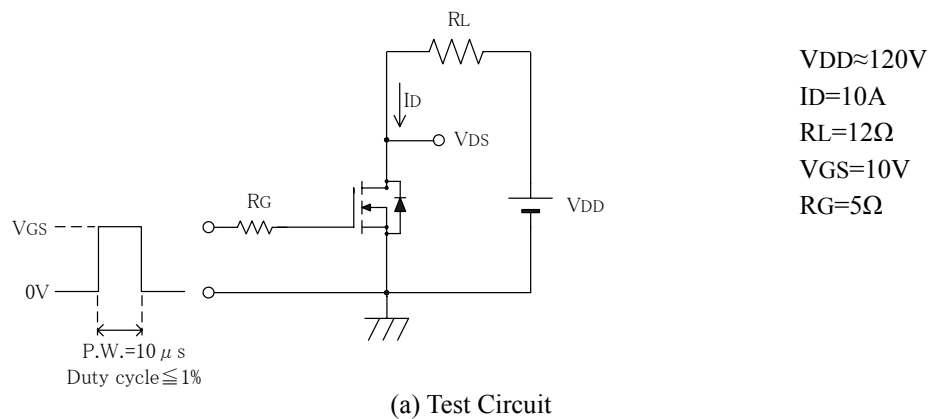 RL
VDD≈120V
ID=10A
RL=12Ω
VGS=10V
RG=5Ω
ID
VDS
RG
VDD
VGS
0V
P.W.=10μs
Duty cycle≦1%
(a) Test Circuit